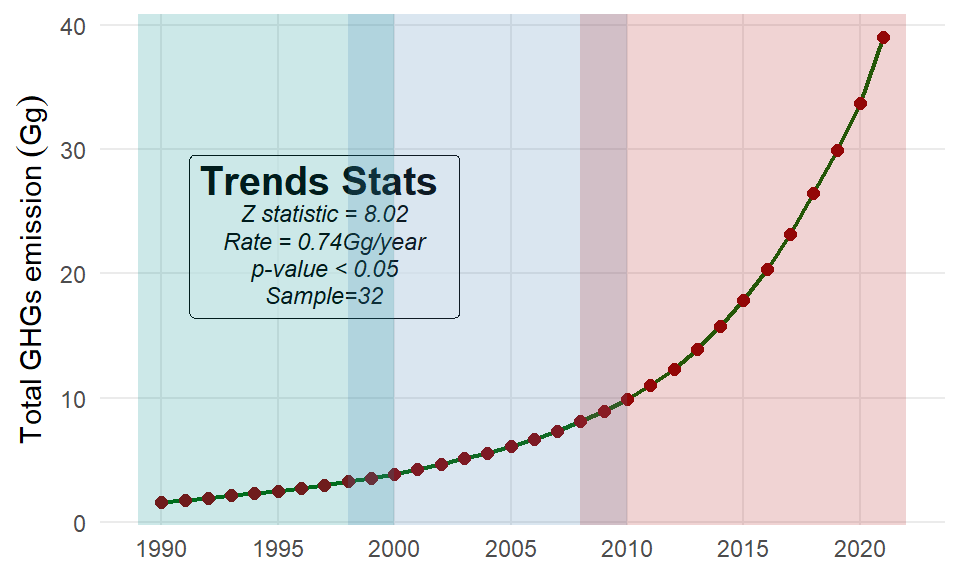 Total GHGs emission (Gg)
40
30
20
10
0
Trends Stats
Z statistic = 8.02
Rate = 0.74Gg/year
p-value < 0.05
Sample=32
1990 1995 2000 2005 2010 2015 2020